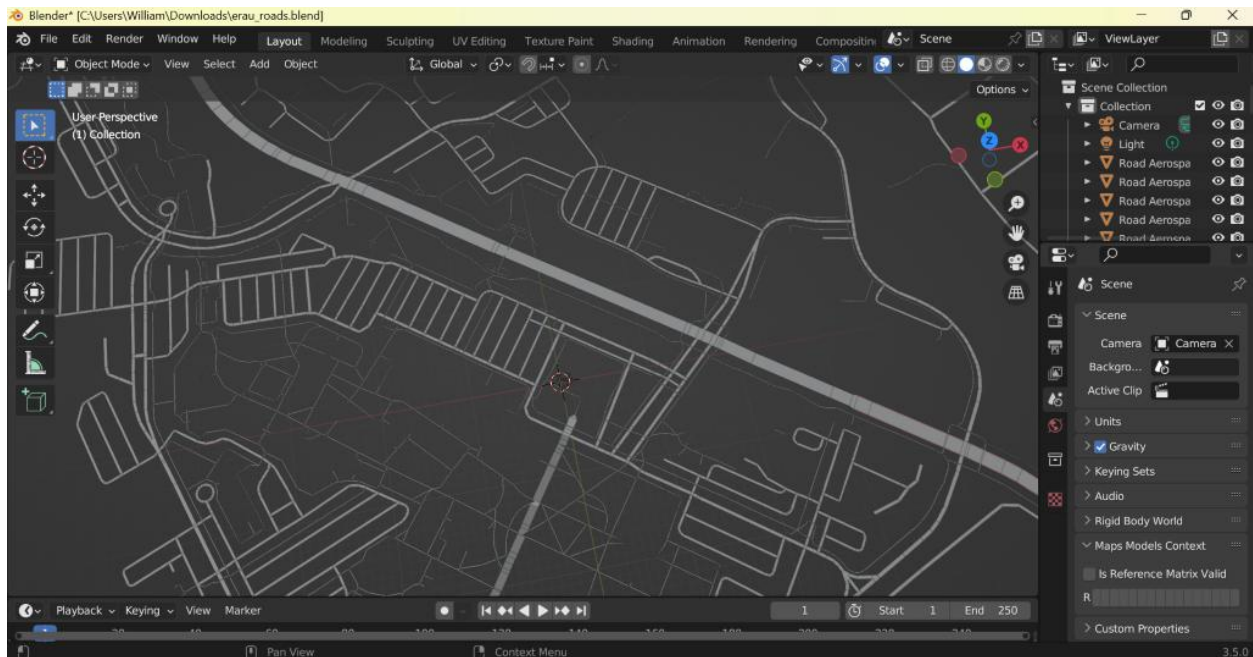 Blender* [C:\Users\William\Downloads\erau_roads.blend]
File Edit Render Window Help Layout Modeling Sculpting UV Editing Texture Paint Shading Animation Rendering Compositin Scene ViewLayer
Object Mode View Select Add Object Global
Options
User Perspective
(1) Collection
Y
Z
X
Scene Collection
Collection
Camera
Light
Road Aerospa
Road Aerospa
Road Aerospa
Road Aerospa
Road Aerospa
Scene
Scene
Camera Camera
Backgro...
Active Clip
Units
Gravity
Keying Sets
Audio
Rigid Body World
Maps Models Context
Is Reference Matrix Valid
R
Custom Properties
Playback Keying View Marker 1 Start 1 End 250
Pan View Context Menu 3.5.0